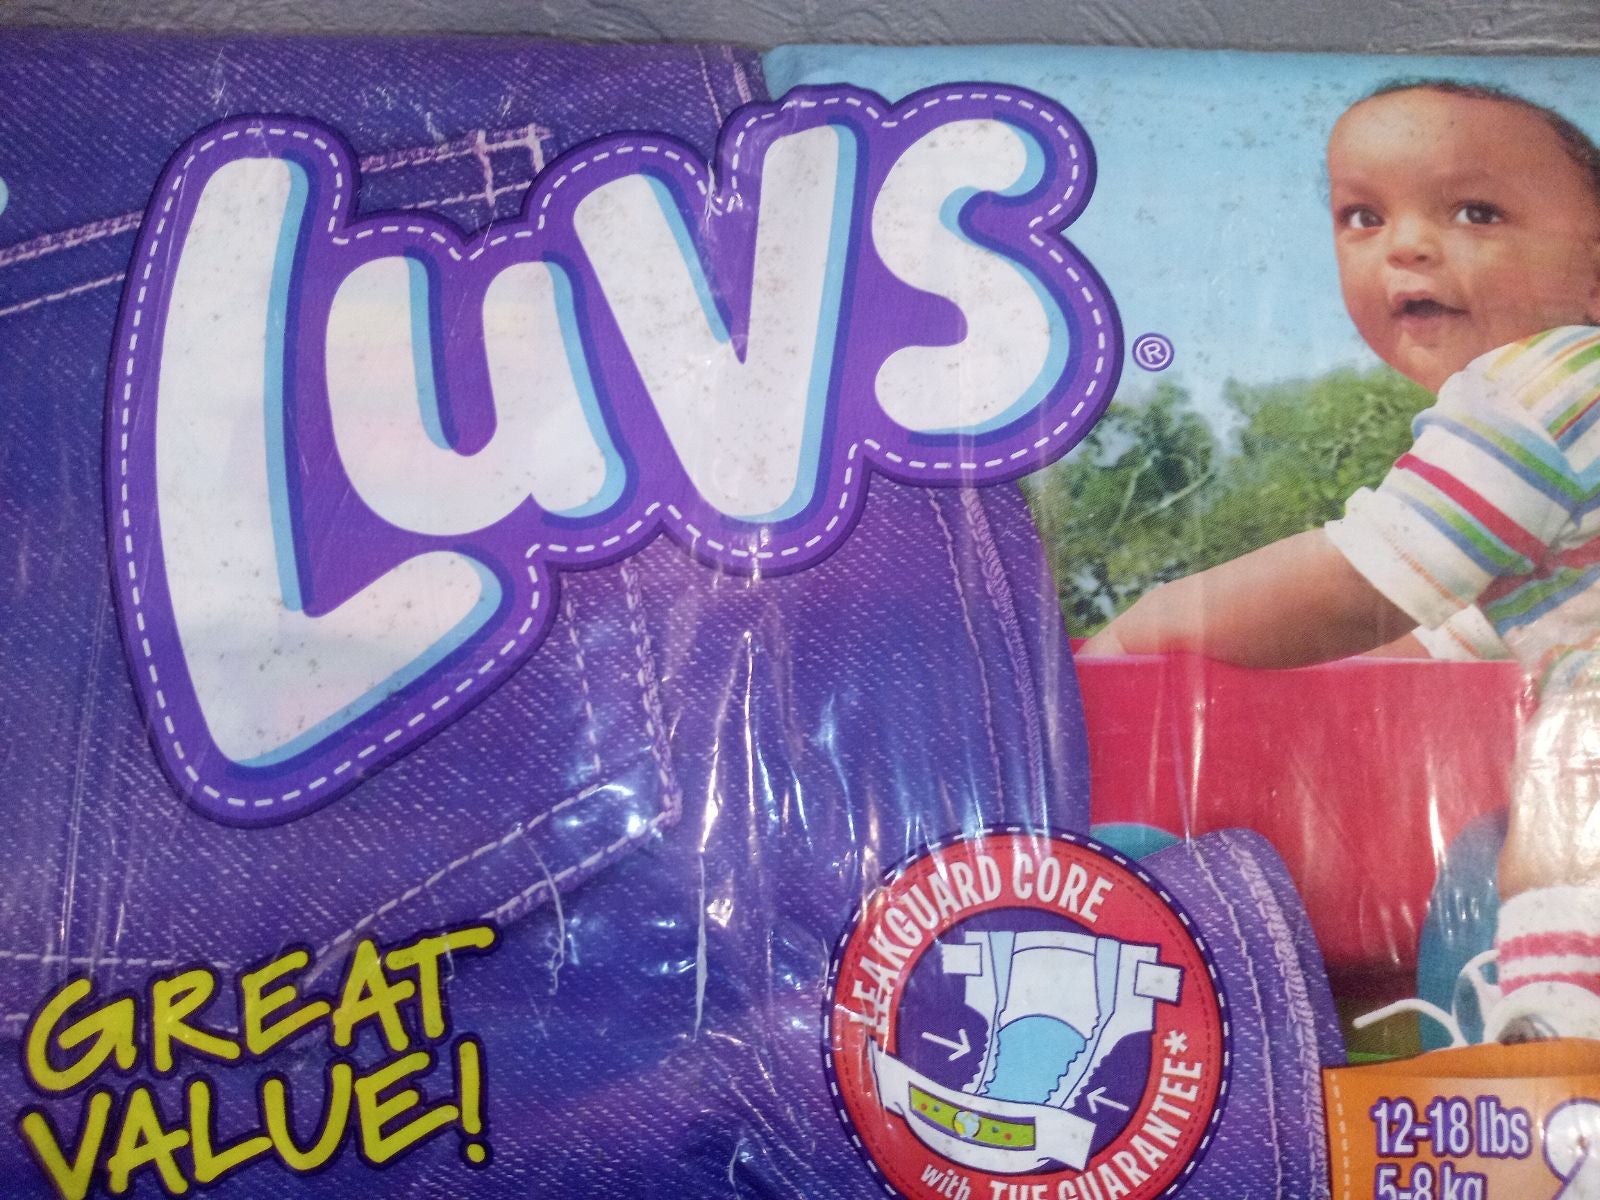 Luvs®
GREAT
VALUE!
LEAKGUARD CORE
with THE GUARANTEE*
12-18 lbs
5-8 kg